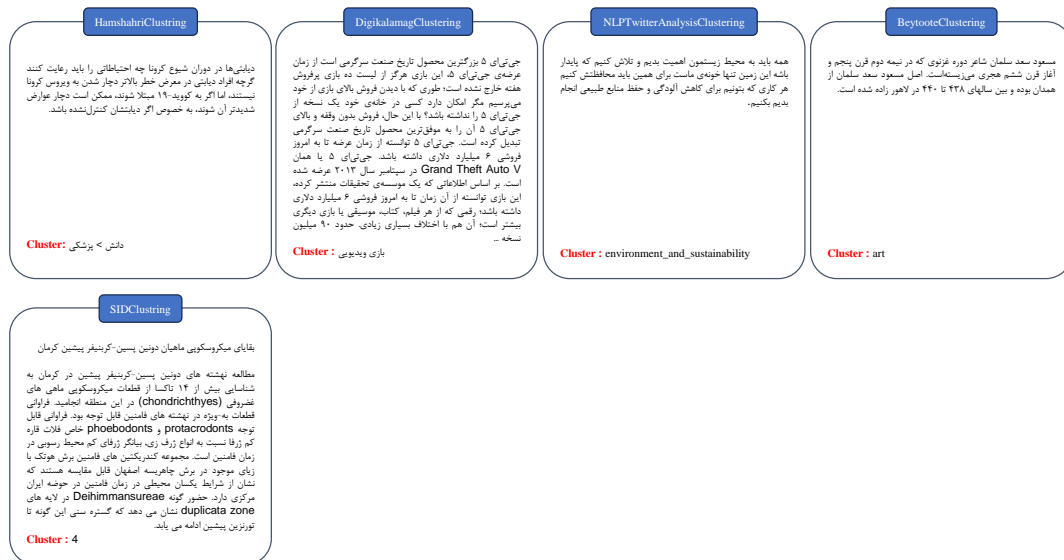 HamshahriClustring
دیابتی‌ها در دوران شیوع کرونا چه احتیاطاتی را باید رعایت کنند
گرچه افراد دیابتی در معرض خطر بالاتر دچار شدن به ویروس کرونا
نیستند، اما اگر به کووید-۱۹ مبتلا شوند، ممکن است دچار عوارض
شدیدتر آن شوند، به خصوص اگر دیابتشان کنترل‌نشده باشد.
Cluster: دانش > پزشکی
DigikalamagClustering
جی‌تی‌ای ۵ بزرگترین محصول تاریخ صنعت سرگرمی است از زمان
عرضه‌ی جی‌تی‌ای ۵، این بازی هرگز از لیست ده بازی پرفروش
هفته خارج نشده است؛ طوری که با دیدن فروش بالای بازی از خود
می‌پرسیم مگر امکان دارد کسی در خانه‌ی خود یک نسخه از
جی‌تی‌ای ۵ را نداشته باشد؟ با این حال، فروش بدون وقفه و بالای
جی‌تی‌ای ۵ آن را به موفق‌ترین محصول تاریخ صنعت سرگرمی
تبدیل کرده است. جی‌تی‌ای ۵ توانسته از زمان عرضه تا به امروز
فروشی ۶ میلیارد دلاری داشته باشد. جی‌تی‌ای ۵ یا همان
Grand Theft Auto V در سپتامبر سال ۲۰۱۳ عرضه شده
است. بر اساس اطلاعاتی که یک موسسه‌ی تحقیقات منتشر کرده،
این بازی توانسته از آن زمان تا به امروز فروشی ۶ میلیارد دلاری
داشته باشد؛ رقمی که از هر فیلم، کتاب، موسیقی یا بازی دیگری
بیشتر است؛ آن هم با اختلاف بسیاری زیادی. حدود ۹۰ میلیون
نسخه ...
Cluster : بازی ویدیویی
NLPTwitterAnalysisClustering
همه باید به محیط زیستمون اهمیت بدیم و تلاش کنیم که پایدار
باشه این زمین تنها خونه‌ی ماست برای همین باید محافظتش کنیم
هر کاری که بتونیم برای کاهش آلودگی و حفظ منابع طبیعی انجام
بدیم بکنیم.
Cluster : environment_and_sustainability
BeytooteClustering
مسعود سعد سلمان شاعر دوره غزنوی که در نیمه دوم قرن پنجم و
آغاز قرن ششم هجری می‌زیسته‌است. اصل مسعود سعد سلمان از
همدان بوده و بین سالهای ۴۳۸ تا ۴۴۰ در لاهور زاده شده است.
Cluster : art
SIDClustring
بقایای میکروسکوپی ماهیان دونین پسین-کربنیفر پیشین کرمان
مطالعه نهشته های دونین پسین-کربنیفر پیشین در کرمان به
شناسایی بیش از ۱۴ تاکسا از قطعات میکروسکوپی ماهی های
غضروفی (chondrichthyes) در این منطقه انجامید. فراوانی
قطعات به-ویژه در نهشته های فامنین قابل توجه بود. فراوانی قابل
توجه protacrodonts و phoebodonts خاص فلات قاره
کم ژرفا نسبت به انواع ژرف زی، بیانگر ژرفای کم محیط رسوبی در
زمان فامنین است. مجموعه کندریکتین های فامنین برش هوتک با
زیای موجود در برش چاهریسه اصفهان قابل مقایسه هستند که
نشان از شرایط یکسان محیطی در زمان فامنین در حوضه ایران
مرکزی دارد. حضور گونه Deihimmansureae در لایه های
duplicata zone نشان می دهد که گستره سنی این گونه تا
تورنزین پیشین ادامه می یابد.
Cluster : 4